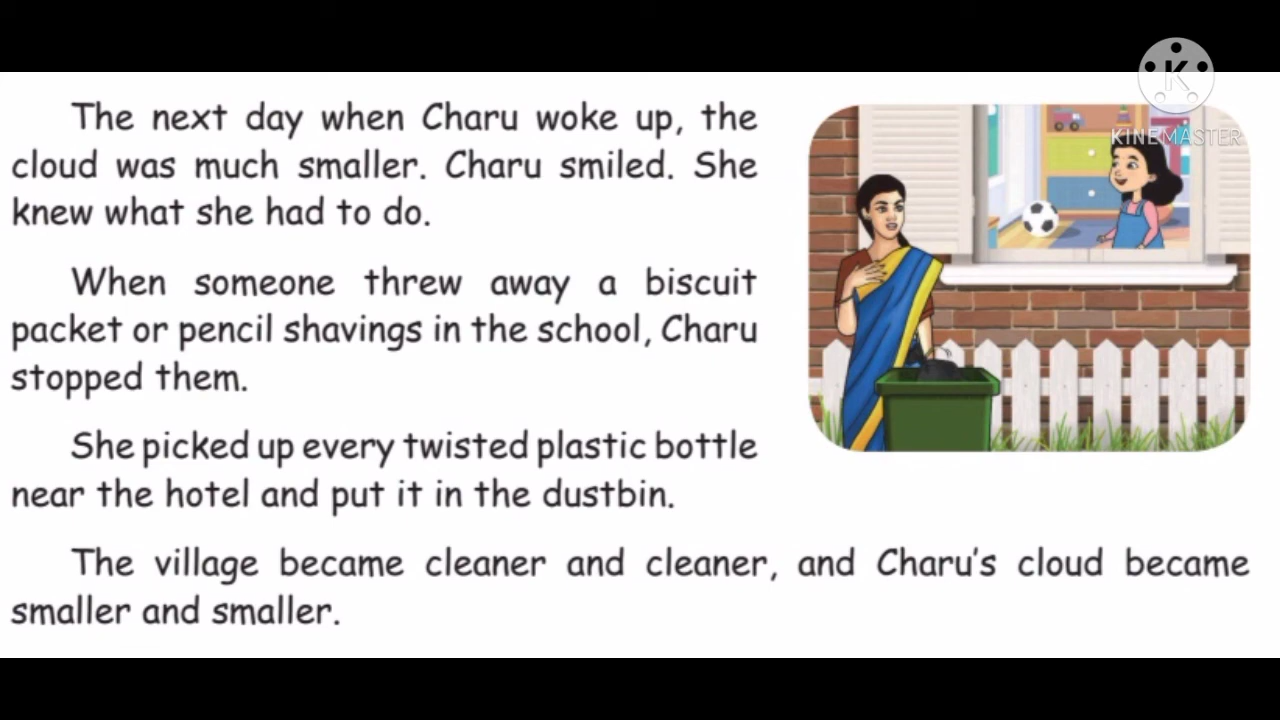 KINEMASTER
The next day when Charu woke up, the
cloud was much smaller. Charu smiled. She
knew what she had to do.
When someone threw away a biscuit
packet or pencil shavings in the school, Charu
stopped them.
She picked up every twisted plastic bottle
near the hotel and put it in the dustbin.
The village became cleaner and cleaner, and Charu's cloud became
smaller and smaller.